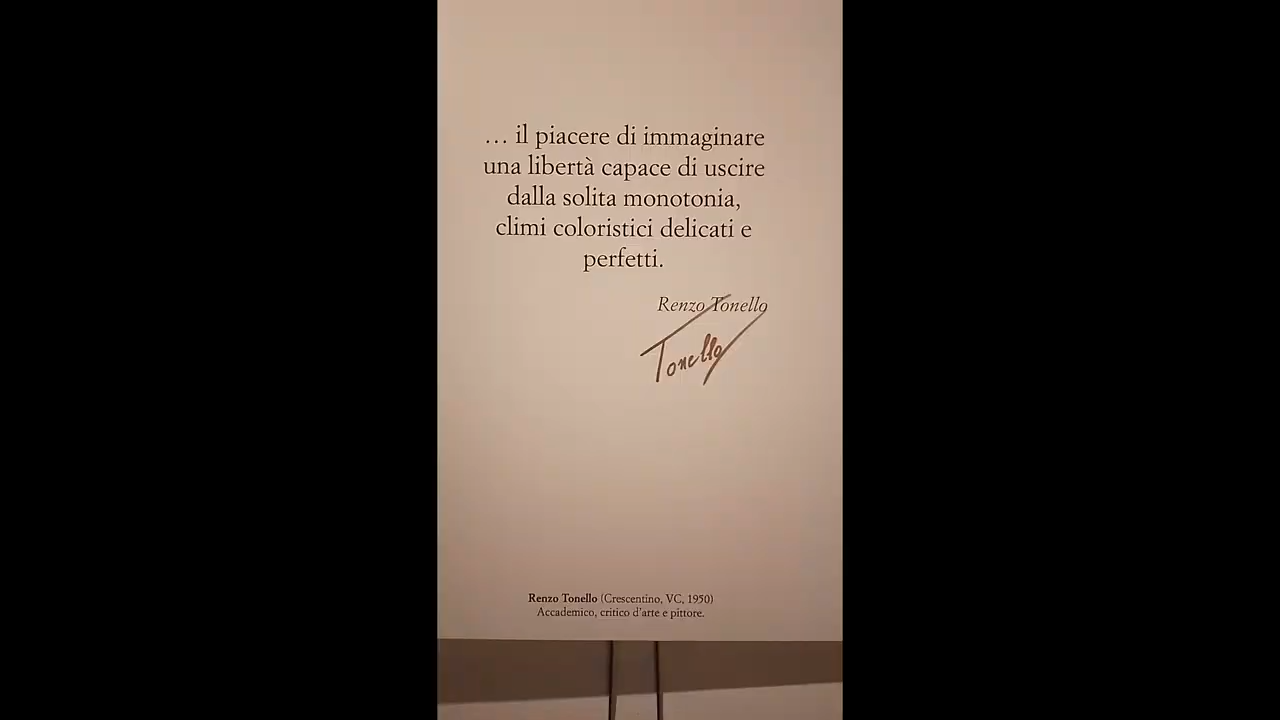 … il piacere di immaginare
una libertà capace di uscire
dalla solita monotonia,
climi coloristici delicati e
perfetti.
Renzo Tonello
Tonello
Renzo Tonello (Crescentino, VC, 1950)
Accademico, critico d'arte e pittore.